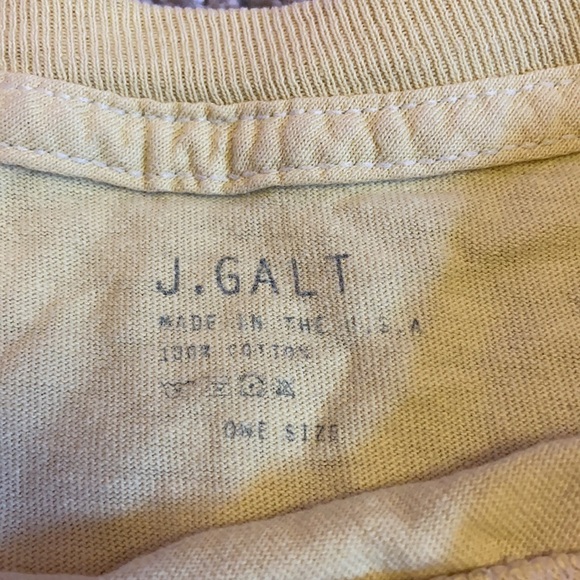 J.GALT
MADE IN THE U.S.A
100% COTTON
ONE SIZE